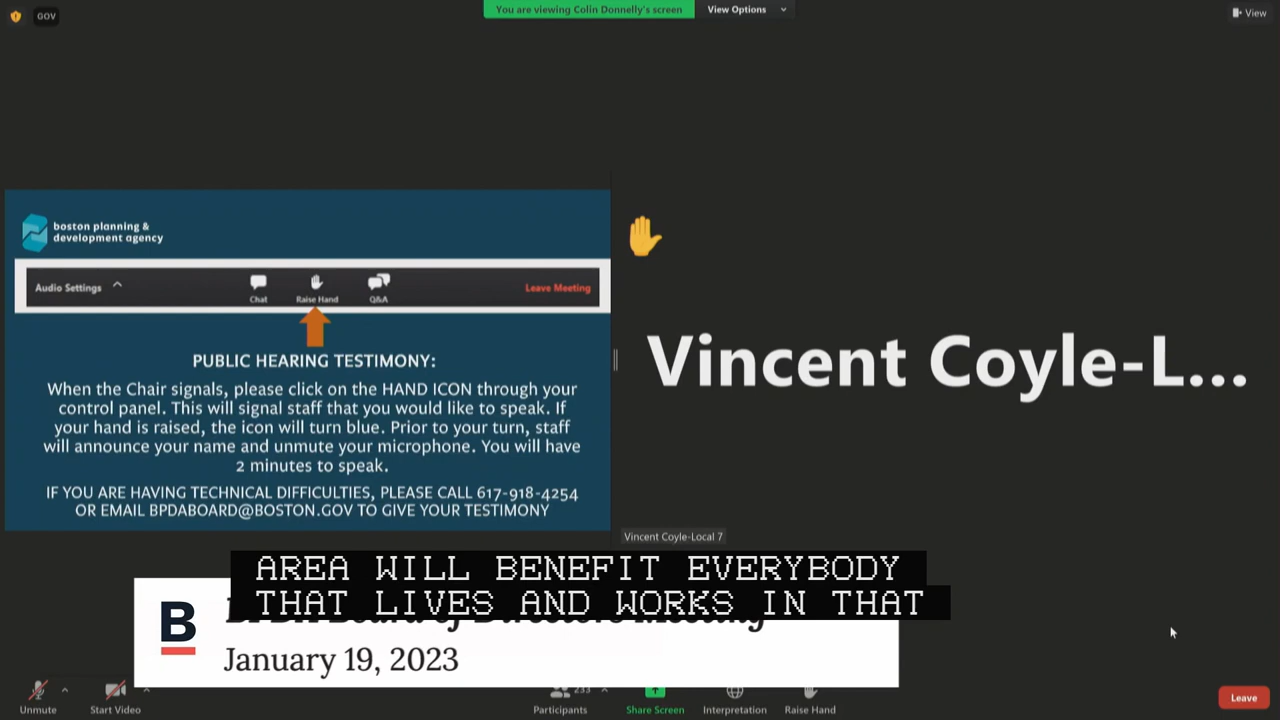 GOV
You are viewing Colin Donnelly's screen
View Options
View
boston planning &
development agency
Audio Settings
Chat
Raise Hand
Q&A
Leave Meeting
PUBLIC HEARING TESTIMONY:
When the Chair signals, please click on the HAND ICON through your
control panel. This will signal staff that you would like to speak. If
your hand is raised, the icon will turn blue. Prior to your turn, staff
will announce your name and unmute your microphone. You will have
2 minutes to speak.
IF YOU ARE HAVING TECHNICAL DIFFICULTIES, PLEASE CALL 617-918-4254
OR EMAIL BPDABOARD@BOSTON.GOV TO GIVE YOUR TESTIMONY
Vincent Coyle-L...
Vincent Coyle-Local 7
AREA WILL BENEFIT EVERYBODY
THAT LIVES AND WORKS IN THAT
B
January 19, 2023
Unmute
Start Video
233
Participants
Share Screen
Interpretation
Raise Hand
Leave